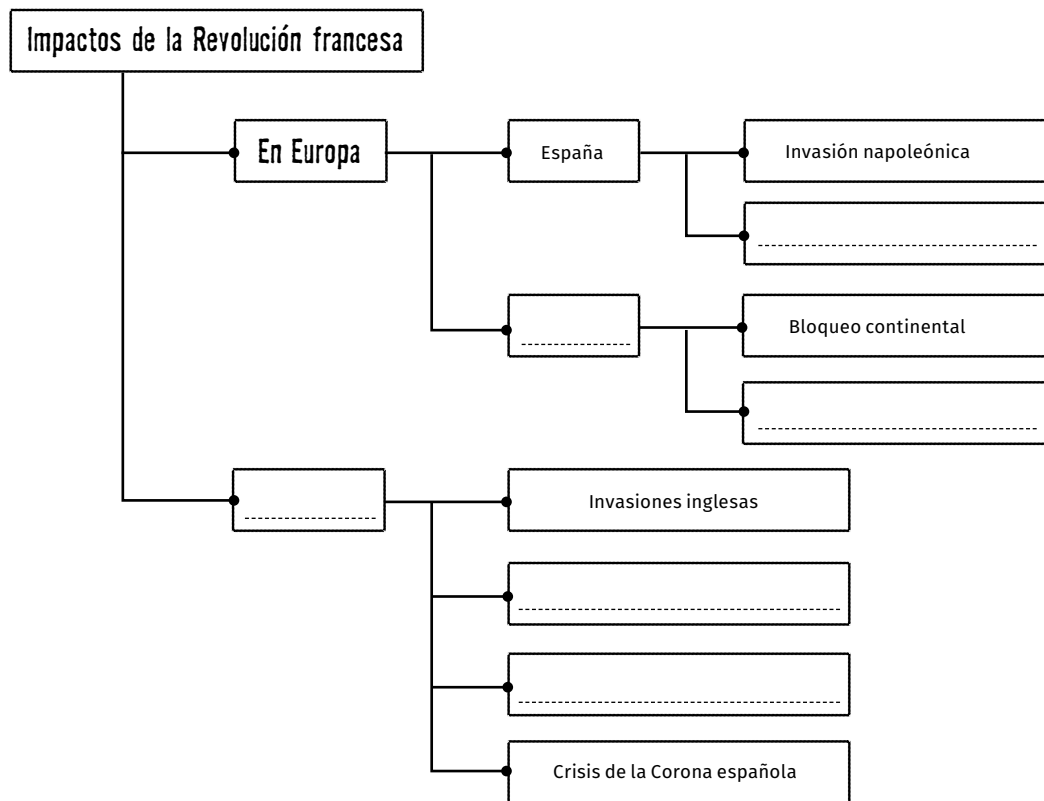 Impactos de la Revolución francesa
En Europa
España
Invasión napoleónica
Bloqueo continental
Invasiones inglesas
Crisis de la Corona española